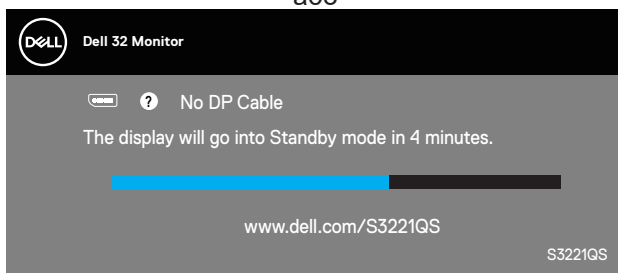 DELL Dell 32 Monitor
? No DP Cable
The display will go into Standby mode in 4 minutes.
www.dell.com/S3221QS
S3221QS